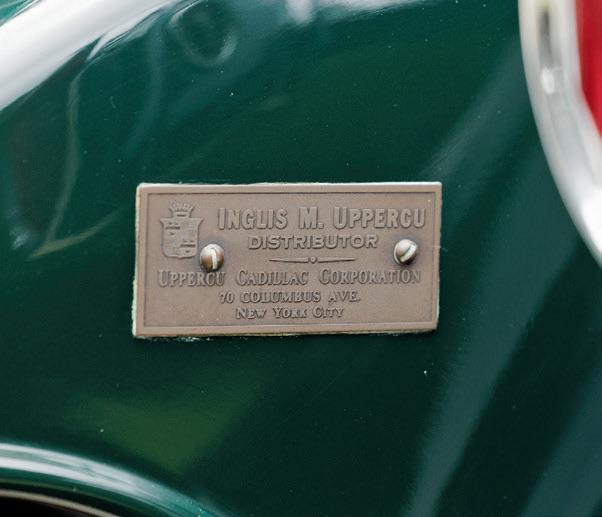 INGLIS M. UPPERCU
DISTRIBUTOR
UPPERCU CADILLAC CORPORATION
70 COLUMBUS AVE.
NEW YORK CITY